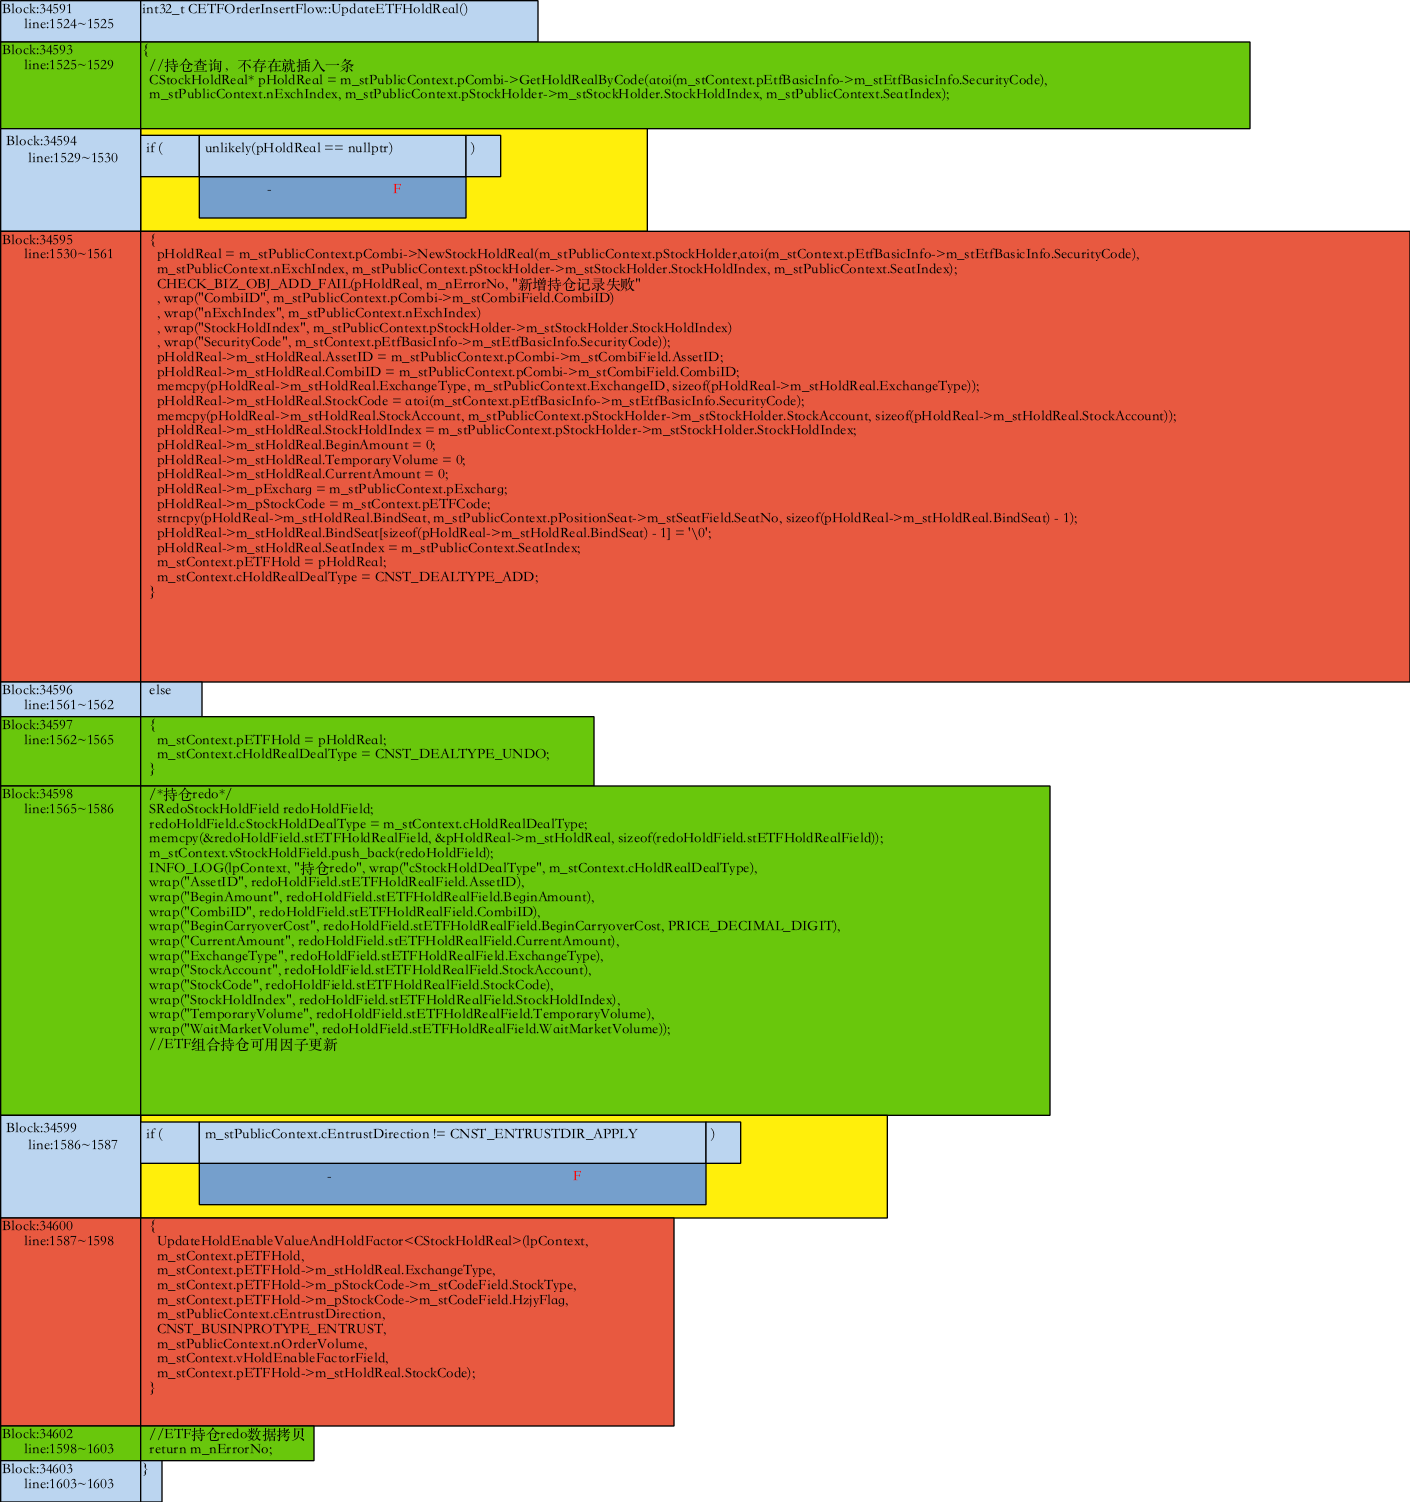 Block:34591
line:1524~1525
int32_t CETFOrderInsertFlow::UpdateETFHoldReal()
Block:34593
line:1525~1529
{
//持仓查询，不存在就插入一条
CStockHoldReal* pHoldReal = m_stPublicContext.pCombi->GetHoldRealByCode(atoi(m_stContext.pEtfBasicInfo->m_stEtfBasicInfo.SecurityCode),
m_stPublicContext.nExchIndex, m_stPublicContext.pStockHolder->m_stStockHolder.StockHoldIndex, m_stPublicContext.SeatIndex);
Block:34594
line:1529~1530
if ( unlikely(pHoldReal == nullptr) )
- F
Block:34595
line:1530~1561
{
pHoldReal = m_stPublicContext.pCombi->NewStockHoldReal(m_stPublicContext.pStockHolder,atoi(m_stContext.pEtfBasicInfo->m_stEtfBasicInfo.SecurityCode),
m_stPublicContext.nExchIndex, m_stPublicContext.pStockHolder->m_stStockHolder.StockHoldIndex, m_stPublicContext.SeatIndex);
CHECK_BIZ_OBJ_ADD_FAIL(pHoldReal, m_nErrorNo, "新增持仓记录失败"
, wrap("CombiID", m_stPublicContext.pCombi->m_stCombiField.CombiID)
, wrap("nExchIndex", m_stPublicContext.nExchIndex)
, wrap("StockHoldIndex", m_stPublicContext.pStockHolder->m_stStockHolder.StockHoldIndex)
, wrap("SecurityCode", m_stContext.pEtfBasicInfo->m_stEtfBasicInfo.SecurityCode));
pHoldReal->m_stHoldReal.AssetID = m_stPublicContext.pCombi->m_stCombiField.AssetID;
pHoldReal->m_stHoldReal.CombiID = m_stPublicContext.pCombi->m_stCombiField.CombiID;
memcpy(pHoldReal->m_stHoldReal.ExchangeType, m_stPublicContext.ExchangeID, sizeof(pHoldReal->m_stHoldReal.ExchangeType));
pHoldReal->m_stHoldReal.StockCode = atoi(m_stContext.pEtfBasicInfo->m_stEtfBasicInfo.SecurityCode);
memcpy(pHoldReal->m_stHoldReal.StockAccount, m_stPublicContext.pStockHolder->m_stStockHolder.StockAccount, sizeof(pHoldReal->m_stHoldReal.StockAccount));
pHoldReal->m_stHoldReal.StockHoldIndex = m_stPublicContext.pStockHolder->m_stStockHolder.StockHoldIndex;
pHoldReal->m_stHoldReal.BeginAmount = 0;
pHoldReal->m_stHoldReal.TemporaryVolume = 0;
pHoldReal->m_stHoldReal.CurrentAmount = 0;
pHoldReal->m_pExcharg = m_stPublicContext.pExcharg;
pHoldReal->m_pStockCode = m_stContext.pETFCode;
strncpy(pHoldReal->m_stHoldReal.BindSeat, m_stPublicContext.pPositionSeat->m_stSeatField.SeatNo, sizeof(pHoldReal->m_stHoldReal.BindSeat) - 1);
pHoldReal->m_stHoldReal.BindSeat[sizeof(pHoldReal->m_stHoldReal.BindSeat) - 1] = '\0';
pHoldReal->m_stHoldReal.SeatIndex = m_stPublicContext.SeatIndex;
m_stContext.pETFHold = pHoldReal;
m_stContext.cHoldRealDealType = CNST_DEALTYPE_ADD;
}
Block:34596
line:1561~1562
else
Block:34597
line:1562~1565
{
m_stContext.pETFHold = pHoldReal;
m_stContext.cHoldRealDealType = CNST_DEALTYPE_UNDO;
}
Block:34598
line:1565~1586
/*持仓redo*/
SRedoStockHoldField redoHoldField;
redoHoldField.cStockHoldDealType = m_stContext.cHoldRealDealType;
memcpy(&redoHoldField.stETFHoldRealField, &pHoldReal->m_stHoldReal, sizeof(redoHoldField.stETFHoldRealField));
m_stContext.vStockHoldField.push_back(redoHoldField);
INFO_LOG(lpContext, "持仓redo", wrap("cStockHoldDealType", m_stContext.cHoldRealDealType),
wrap("AssetID", redoHoldField.stETFHoldRealField.AssetID),
wrap("BeginAmount", redoHoldField.stETFHoldRealField.BeginAmount),
wrap("CombiID", redoHoldField.stETFHoldRealField.CombiID),
wrap("BeginCarryoverCost", redoHoldField.stETFHoldRealField.BeginCarryoverCost, PRICE_DECIMAL_DIGIT),
wrap("CurrentAmount", redoHoldField.stETFHoldRealField.CurrentAmount),
wrap("ExchangeType", redoHoldField.stETFHoldRealField.ExchangeType),
wrap("StockAccount", redoHoldField.stETFHoldRealField.StockAccount),
wrap("StockCode", redoHoldField.stETFHoldRealField.StockCode),
wrap("StockHoldIndex", redoHoldField.stETFHoldRealField.StockHoldIndex),
wrap("TemporaryVolume", redoHoldField.stETFHoldRealField.TemporaryVolume),
wrap("WaitMarketVolume", redoHoldField.stETFHoldRealField.WaitMarketVolume));
//ETF组合持仓可用因子更新
Block:34599
line:1586~1587
if ( m_stPublicContext.cEntrustDirection != CNST_ENTRUSTDIR_APPLY )
- F
Block:34600
line:1587~1598
{
UpdateHoldEnableValueAndHoldFactor<CStockHoldReal>(lpContext,
m_stContext.pETFHold,
m_stContext.pETFHold->m_stHoldReal.ExchangeType,
m_stContext.pETFHold->m_pStockCode->m_stCodeField.StockType,
m_stContext.pETFHold->m_pStockCode->m_stCodeField.HzjyFlag,
m_stPublicContext.cEntrustDirection,
CNST_BUSINPROTYPE_ENTRUST,
m_stPublicContext.nOrderVolume,
m_stContext.vHoldEnableFactorField,
m_stContext.pETFHold->m_stHoldReal.StockCode);
}
Block:34602
line:1598~1603
//ETF持仓redo数据拷贝
return m_nErrorNo;
Block:34603
line:1603~1603
}